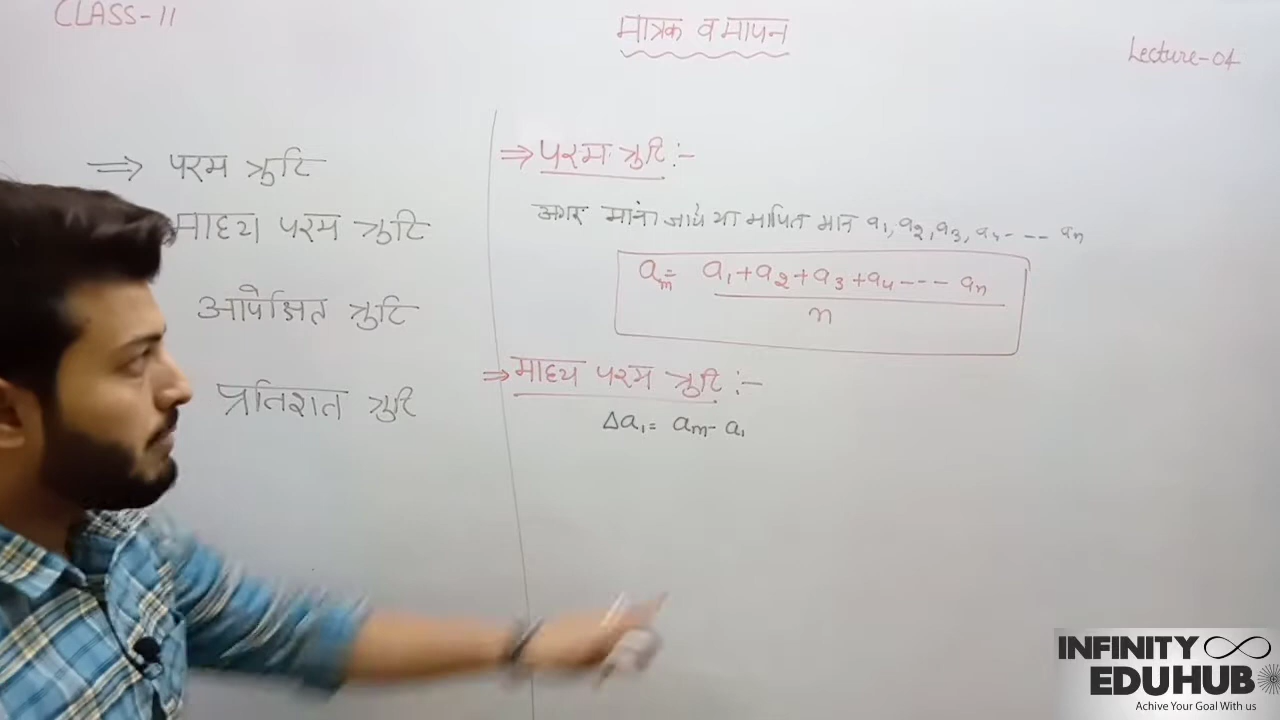 CLASS-11
मात्रक व मापन
Lecture-04
⇒ परम त्रुटि
माध्य परम त्रुटि
आपेक्षित त्रुटि
प्रतिशत त्रुटि
⇒ परम त्रुटि :-
अगर माना जाये या मापित मान a₁, a₂, a₃, a₄ - - - - aₙ
aₘ = a₁+a₂+a₃+a₄---- aₙ
n
⇒ माध्य परम त्रुटि :-
Δa₁ = aₘ - a₁
INFINITY
EDUHUB
Achive Your Goal With us